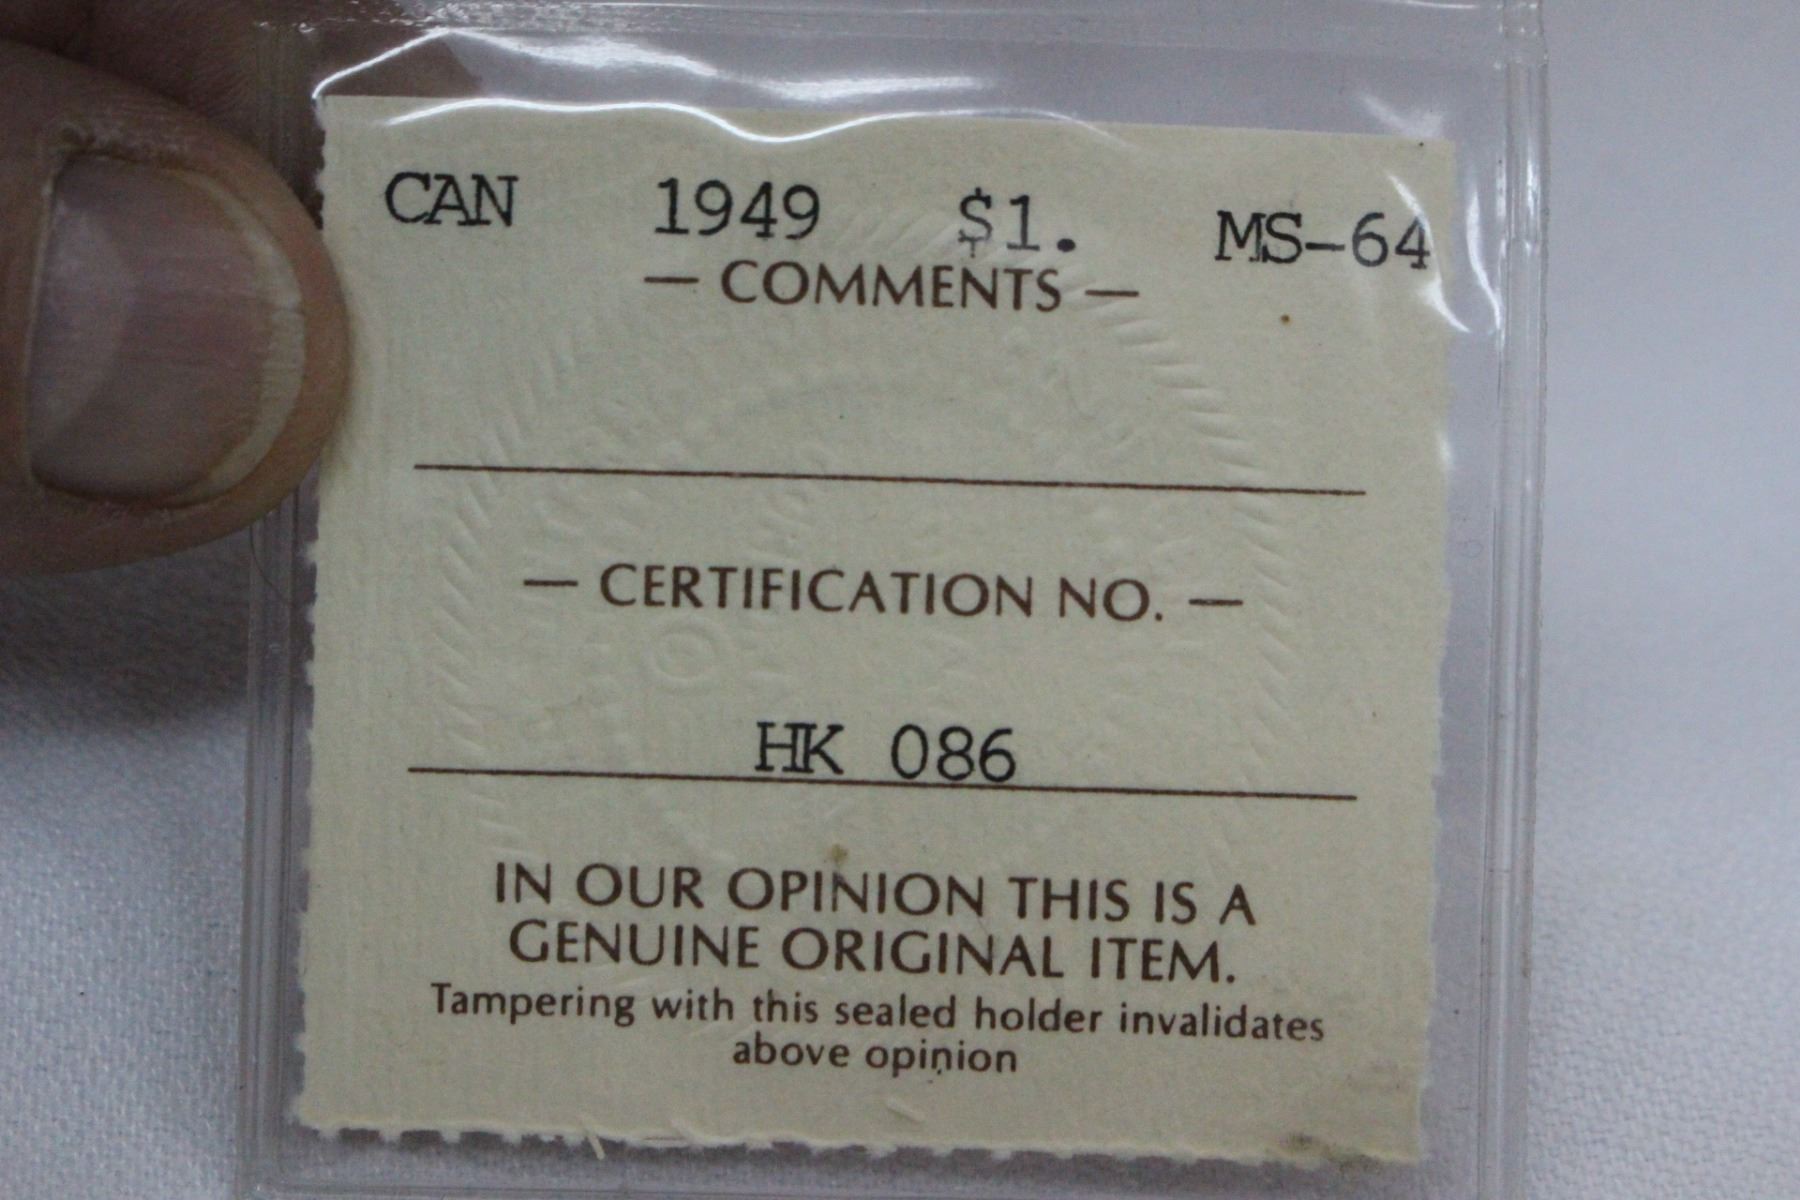 CAN 1949 $1. MS-64
— COMMENTS —
— CERTIFICATION NO. —
HK 086
IN OUR OPINION THIS IS A
GENUINE ORIGINAL ITEM.
Tampering with this sealed holder invalidates
above opinion